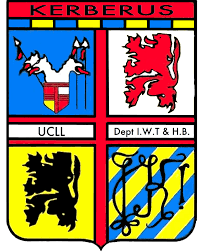 KERBERUS
UCLL
Dept I.W.T & H.B.